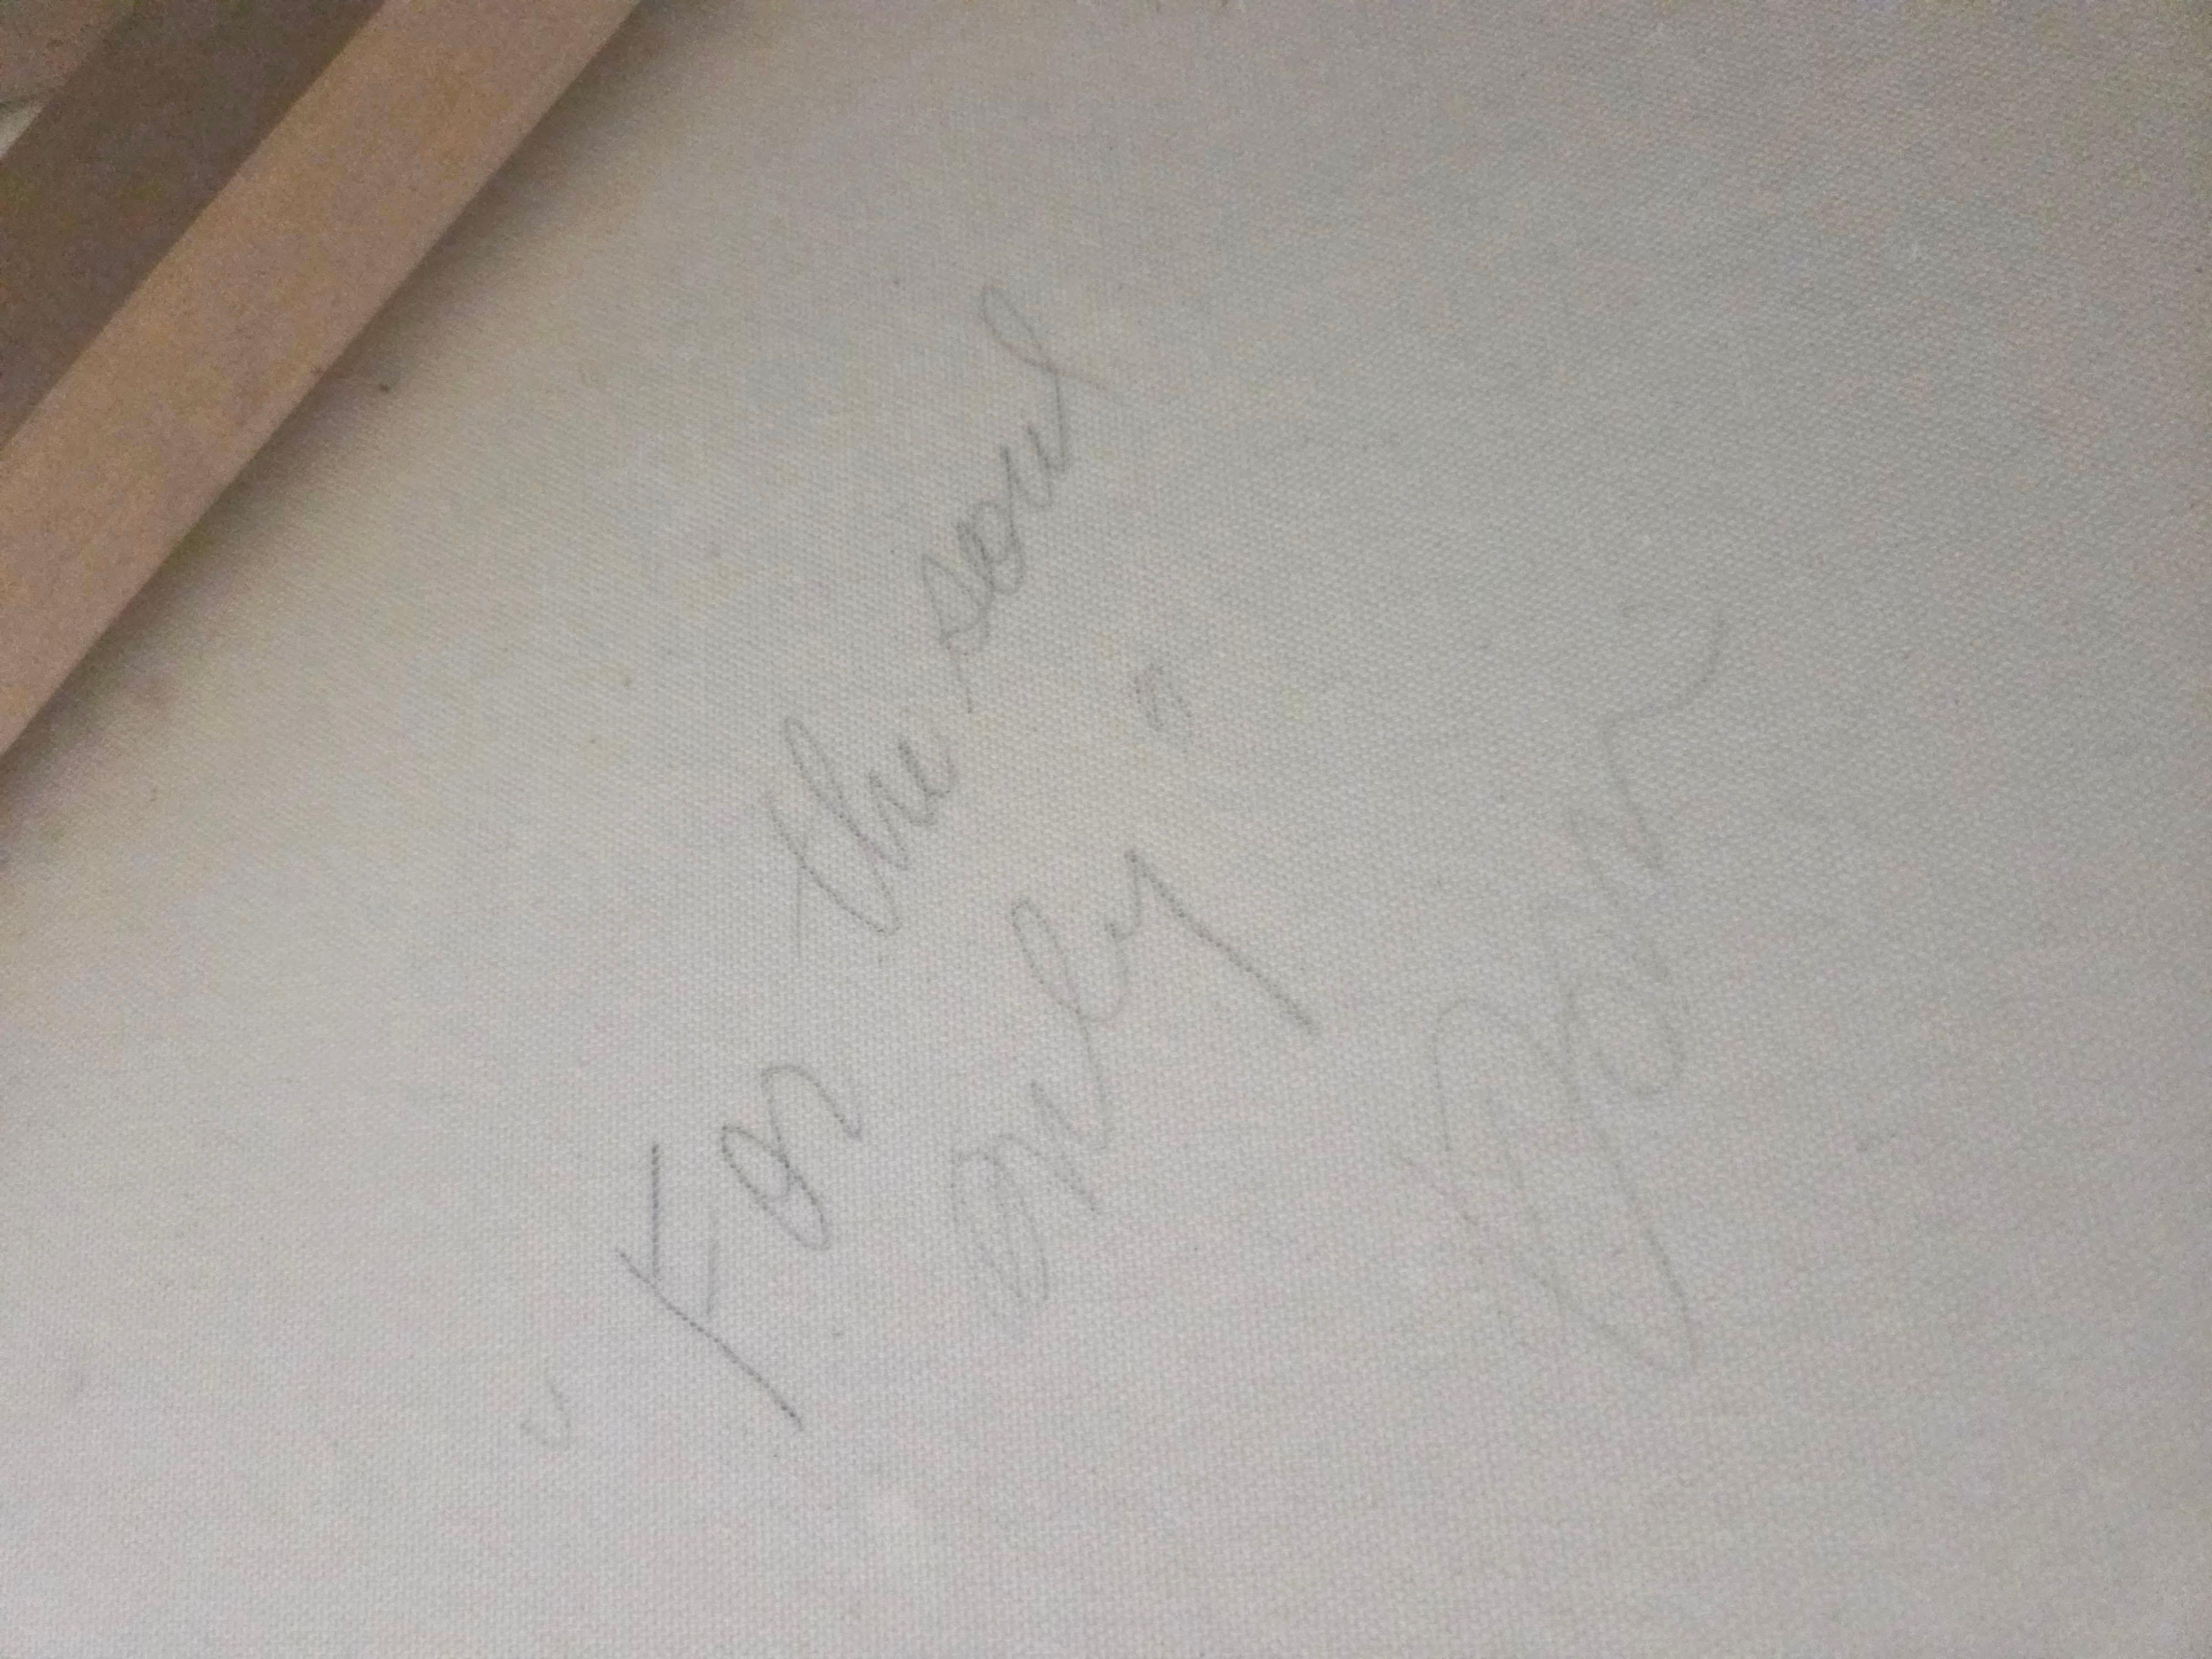 "For the soul
only"